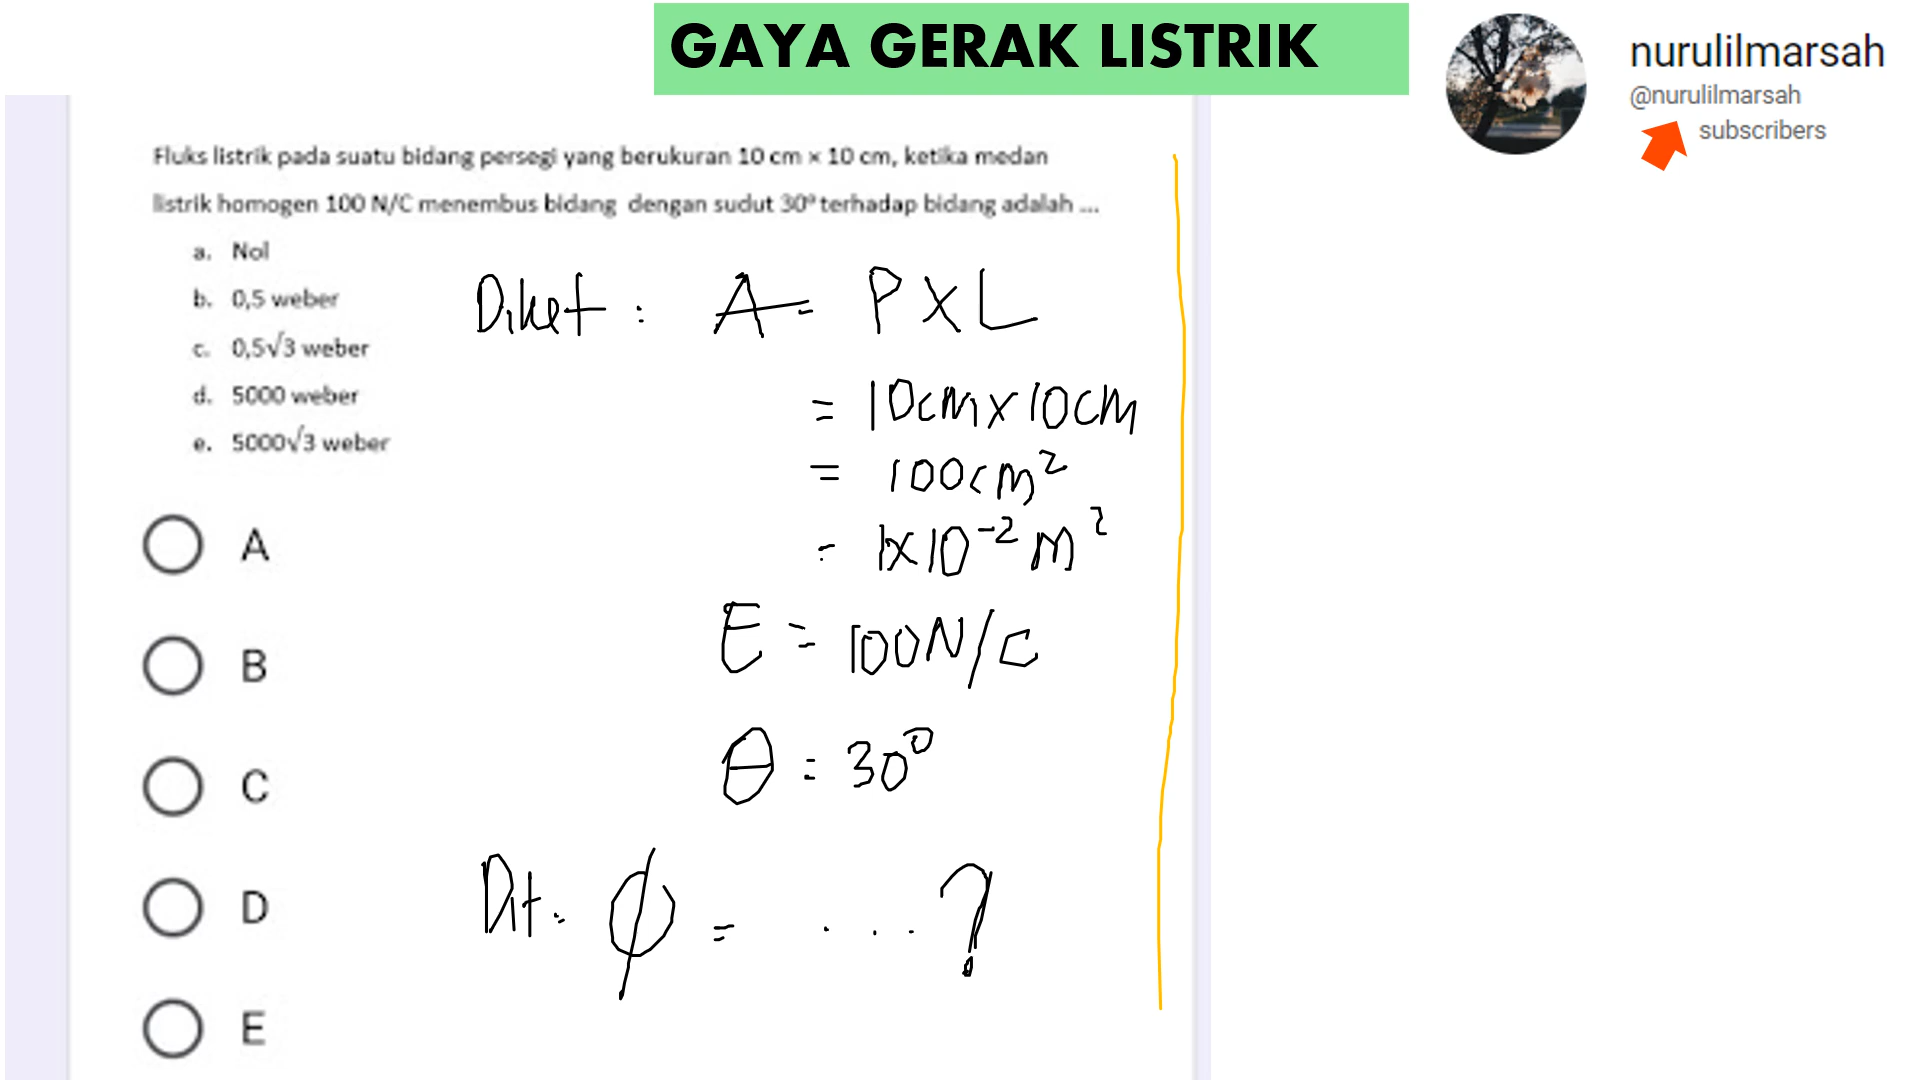 GAYA GERAK LISTRIK
nurulilmarsah
@nurulilmarsah
subscribers
Fluks listrik pada suatu bidang persegi yang berukuran 10 cm × 10 cm, ketika medan
listrik homogen 100 N/C menembus bidang dengan sudut 30⁰ terhadap bidang adalah ...
a. Nol
b. 0,5 weber
c. 0,5√3 weber
d. 5000 weber
e. 5000√3 weber
Diket : A = P X L
= 10cm x 10cm
= 100cm²
= 1x10⁻² m²
E = 100N/C
θ = 30⁰
Dit : ϕ = ...?
A
B
C
D
E